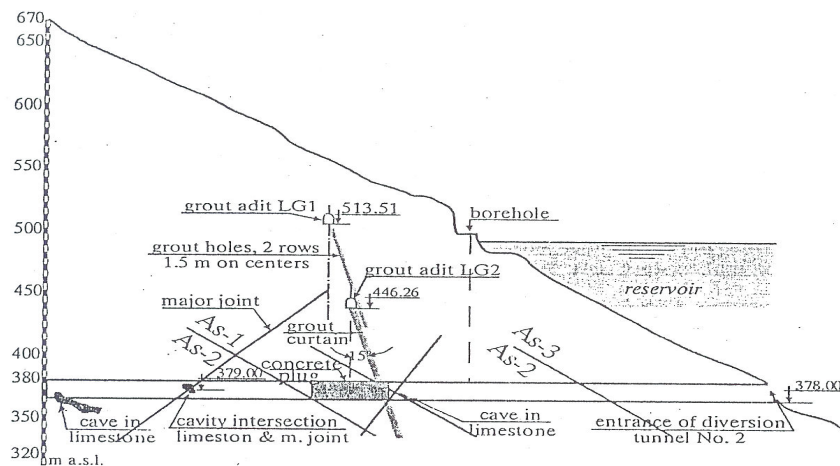 670
650
600
550
500
450
400
380
360
320
m a.s.l.
grout adit LG1
513.51
borehole
grout holes, 2 rows
1.5 m on centers
grout adit LG2
446.26
reservoir
major joint
As-1
As-2
grout
curtain
15°
As-3
As-2
concrete
plug
379.00
378.00
cave in
limestone
cavity intersection
limeston & m. joint
cave in
limestone
entrance of diversion
tunnel No. 2